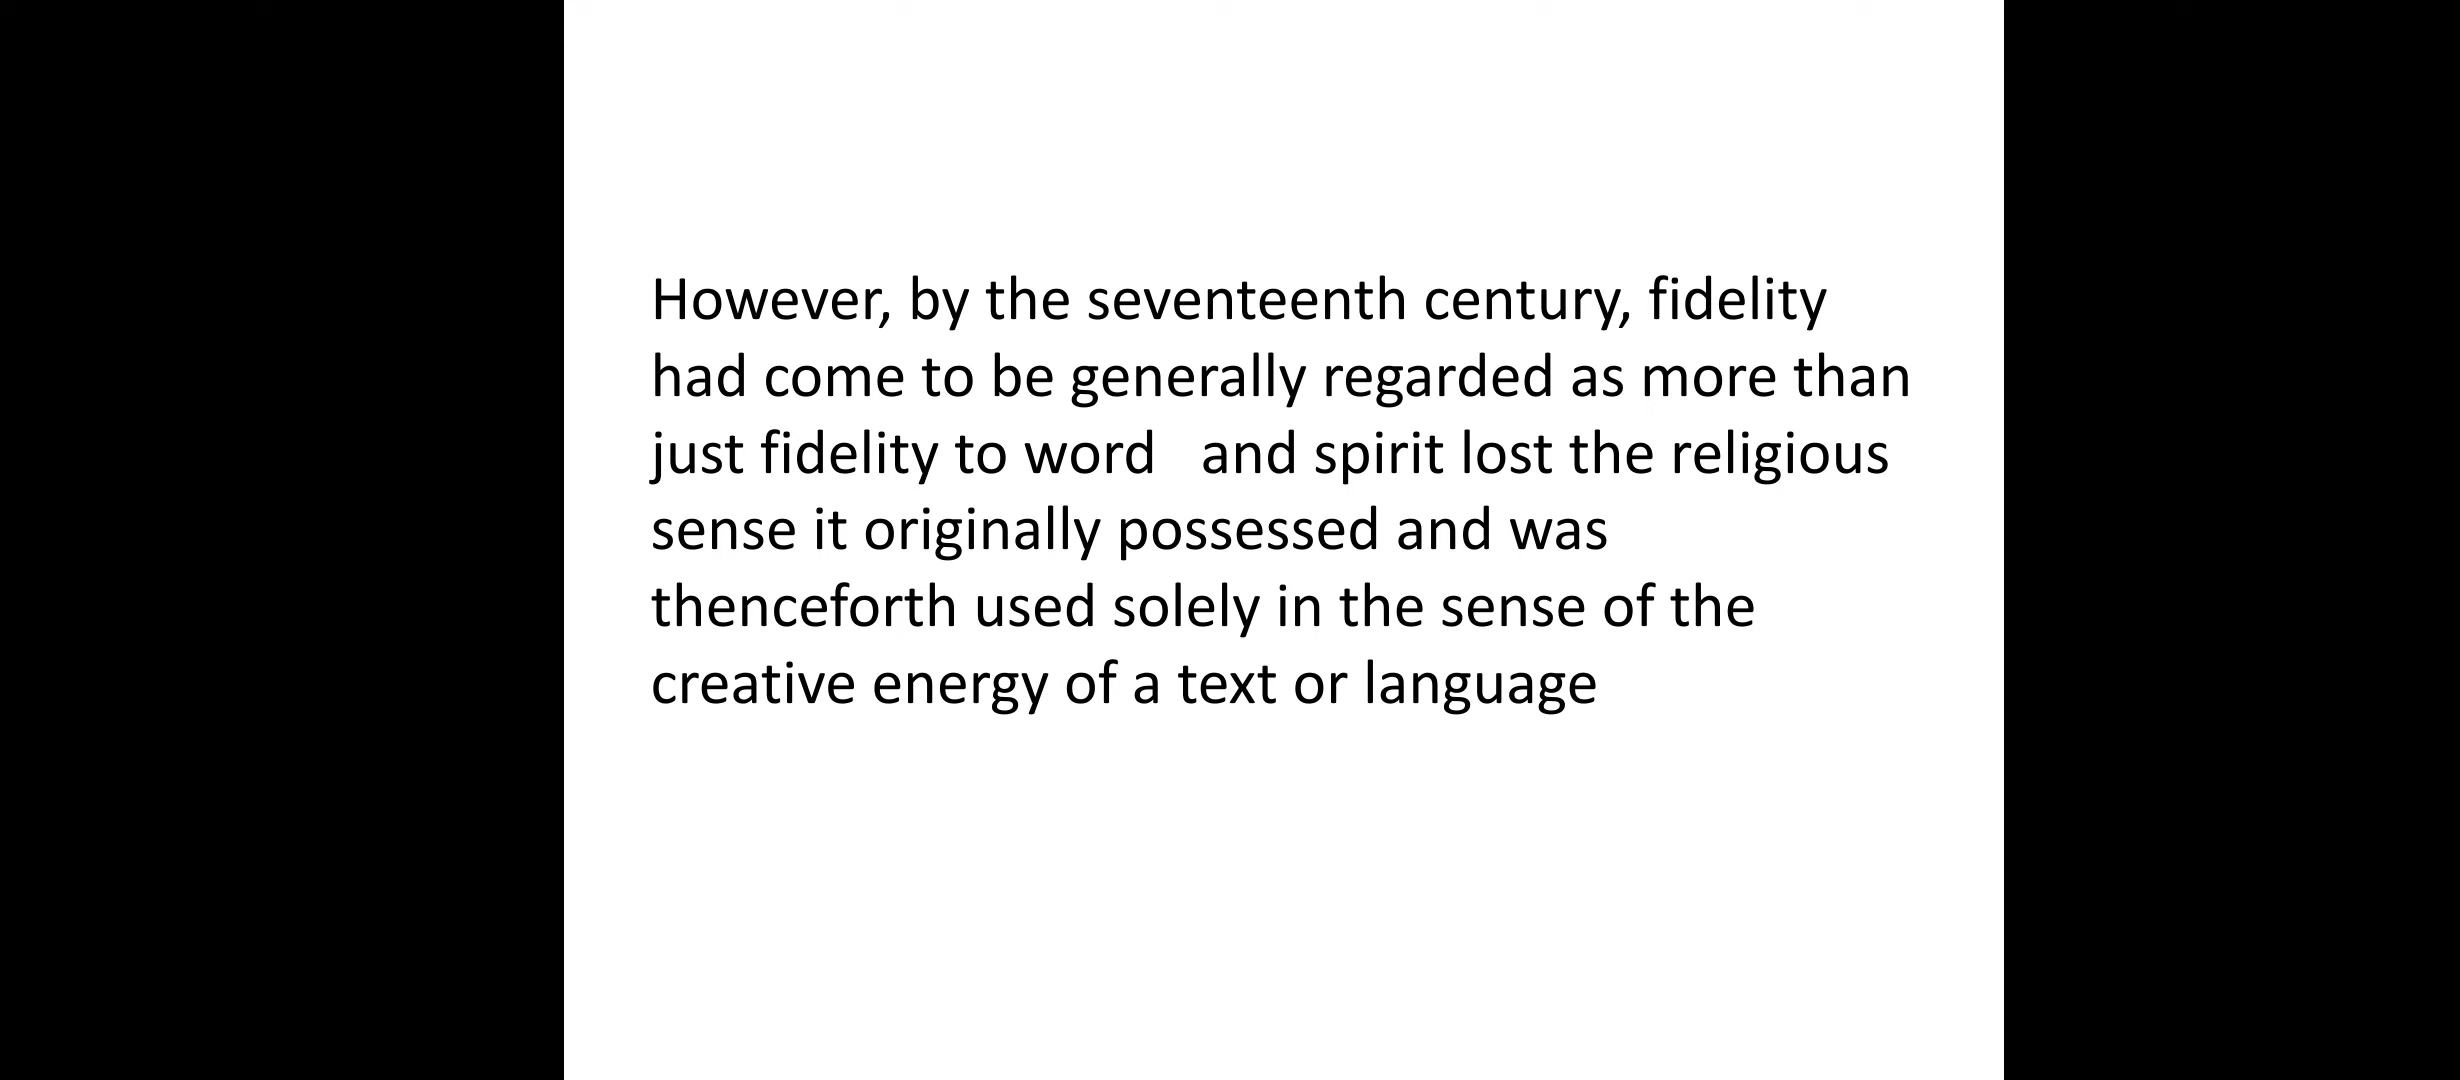 However, by the seventeenth century, fidelity
had come to be generally regarded as more than
just fidelity to word   and spirit lost the religious
sense it originally possessed and was
thenceforth used solely in the sense of the
creative energy of a text or language